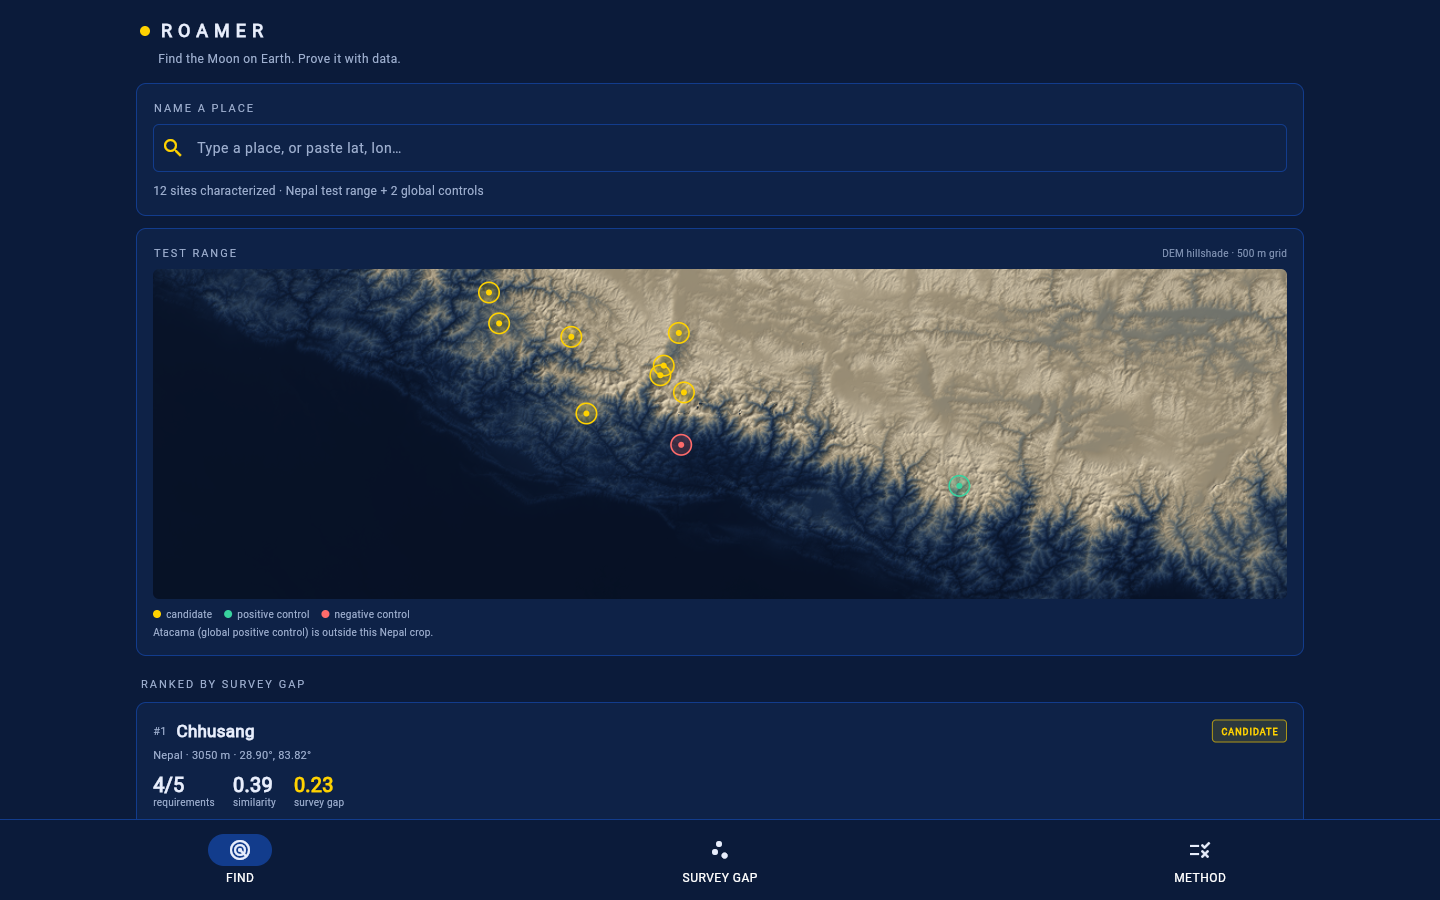 ROAMER
Find the Moon on Earth. Prove it with data.
NAME A PLACE
Type a place, or paste lat, lon…
12 sites characterized · Nepal test range + 2 global controls
TEST RANGE
DEM hillshade · 500 m grid
candidate
positive control
negative control
Atacama (global positive control) is outside this Nepal crop.
RANKED BY SURVEY GAP
#1 Chhusang
CANDIDATE
Nepal · 3050 m · 28.90°, 83.82°
4/5 0.39 0.23
requirements similarity survey gap
FIND
SURVEY GAP
METHOD